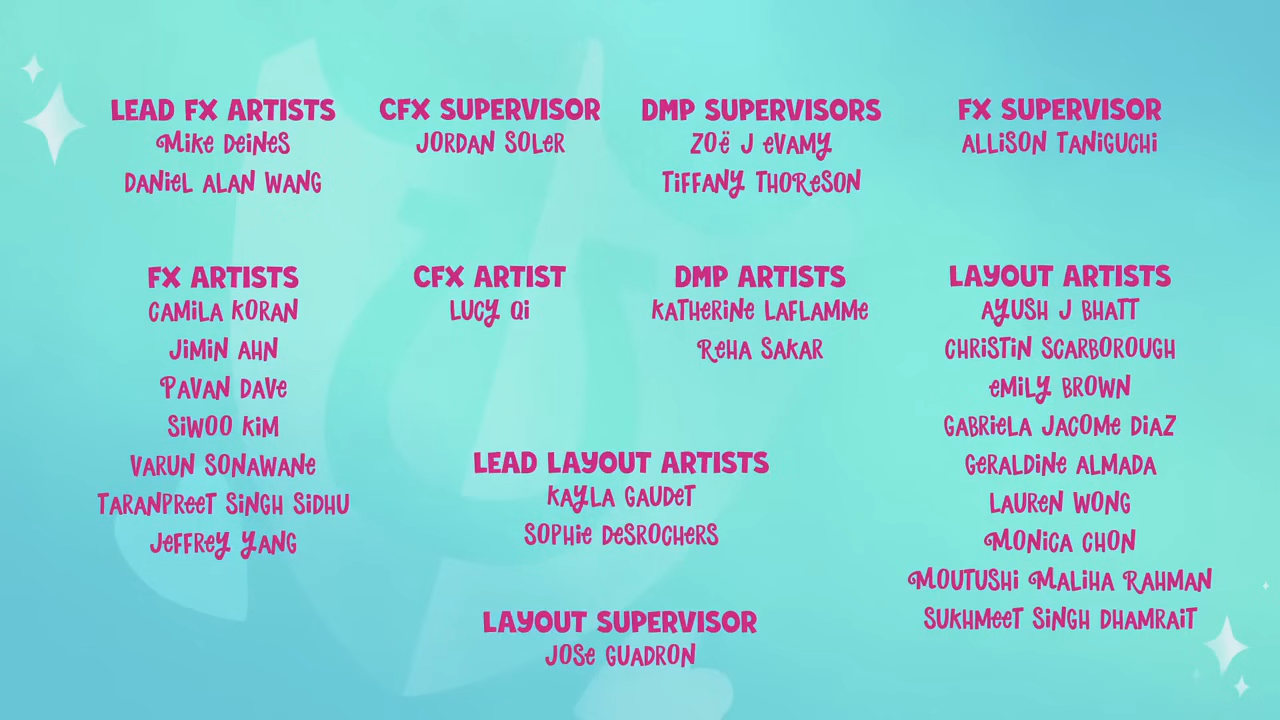 LEAD FX ARTISTS
Mike Deines
Daniel Alan Wang
CFX SUPERVISOR
Jordan Soler
DMP SUPERVISORS
Zoë J Evamy
Tiffany Thoreson
FX SUPERVISOR
Allison Taniguchi
FX ARTISTS
Camila Koran
Jimin Ahn
Pavan Dave
Siwoo Kim
Varun Sonawane
Taranpreet Singh Sidhu
Jeffrey Yang
CFX ARTIST
Lucy Qi
DMP ARTISTS
Katherine Laflamme
Reha Sakar
LAYOUT ARTISTS
Ayush J Bhatt
Christin Scarborough
Emily Brown
Gabriela Jacome Diaz
Geraldine Almada
Lauren Wong
Monica Chon
Moutushi Maliha Rahman
Sukhmeet Singh Dhamrait
LEAD LAYOUT ARTISTS
Kayla Gaudet
Sophie Desrochers
LAYOUT SUPERVISOR
Jose Guadron